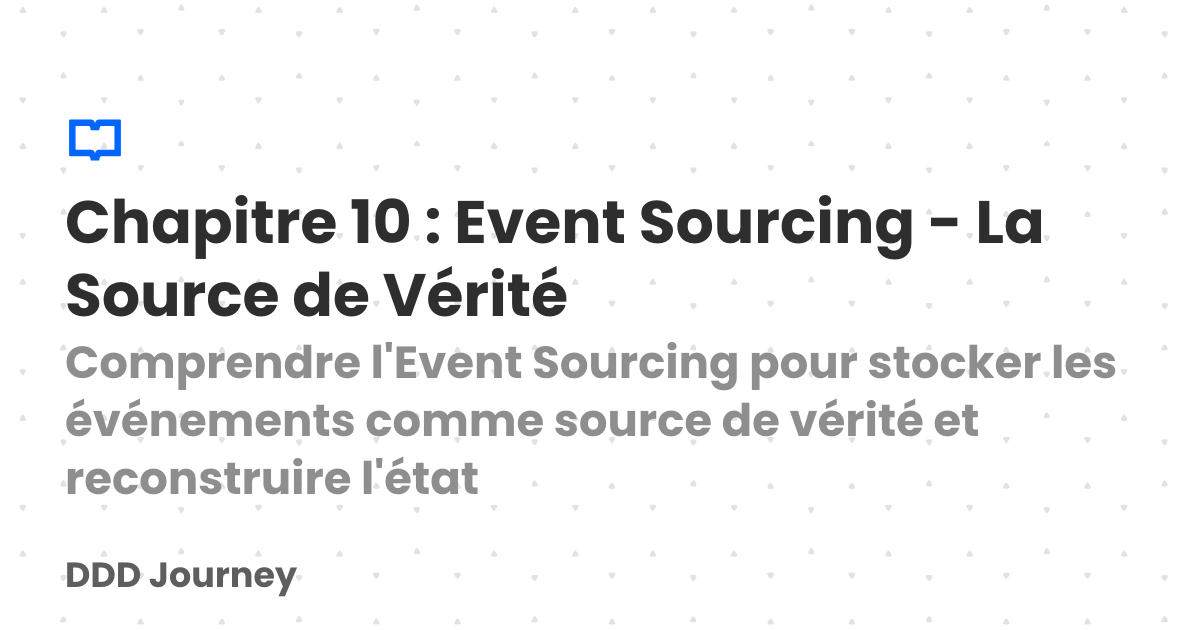 Chapitre 10 : Event Sourcing - La
Source de Vérité
Comprendre l'Event Sourcing pour stocker les
événements comme source de vérité et
reconstruire l'état
DDD Journey